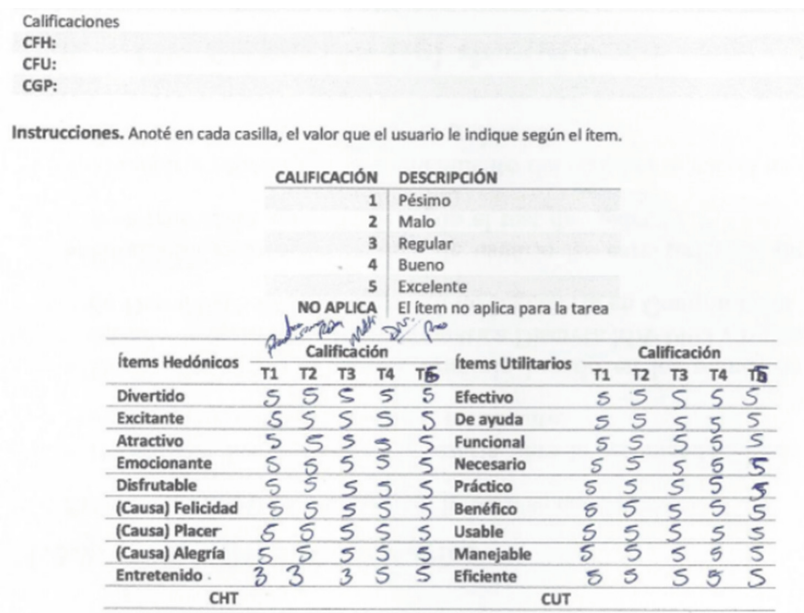 Calificaciones
CFH:
CFU:
CGP:
Instrucciones. Anoté en cada casilla, el valor que el usuario le indique según el ítem.
CALIFICACIÓN DESCRIPCIÓN
1 Pésimo
2 Malo
3 Regular
4 Bueno
5 Excelente
NO APLICA El ítem no aplica para la tarea
Ítems Hedónicos Calificación Ítems Utilitarios Calificación
T1 T2 T3 T4 T5 T1 T2 T3 T4 T5
Divertido 5 5 5 5 5 Efectivo 5 5 5 5 5
Excitante 5 5 5 5 5 De ayuda 5 5 5 5 5
Atractivo 5 5 5 5 5 Funcional 5 5 5 5 5
Emocionante 5 5 5 5 5 Necesario 5 5 5 5 5
Disfrutable 5 5 5 5 5 Práctico 5 5 5 5 5
(Causa) Felicidad 5 5 5 5 5 Benéfico 5 5 5 5 5
(Causa) Placer 5 5 5 5 5 Usable 5 5 5 5 5
(Causa) Alegría 5 5 5 5 5 Manejable 5 5 5 5 5
Entretenido 3 3 3 5 5 Eficiente 5 5 5 5 5
CHT CUT